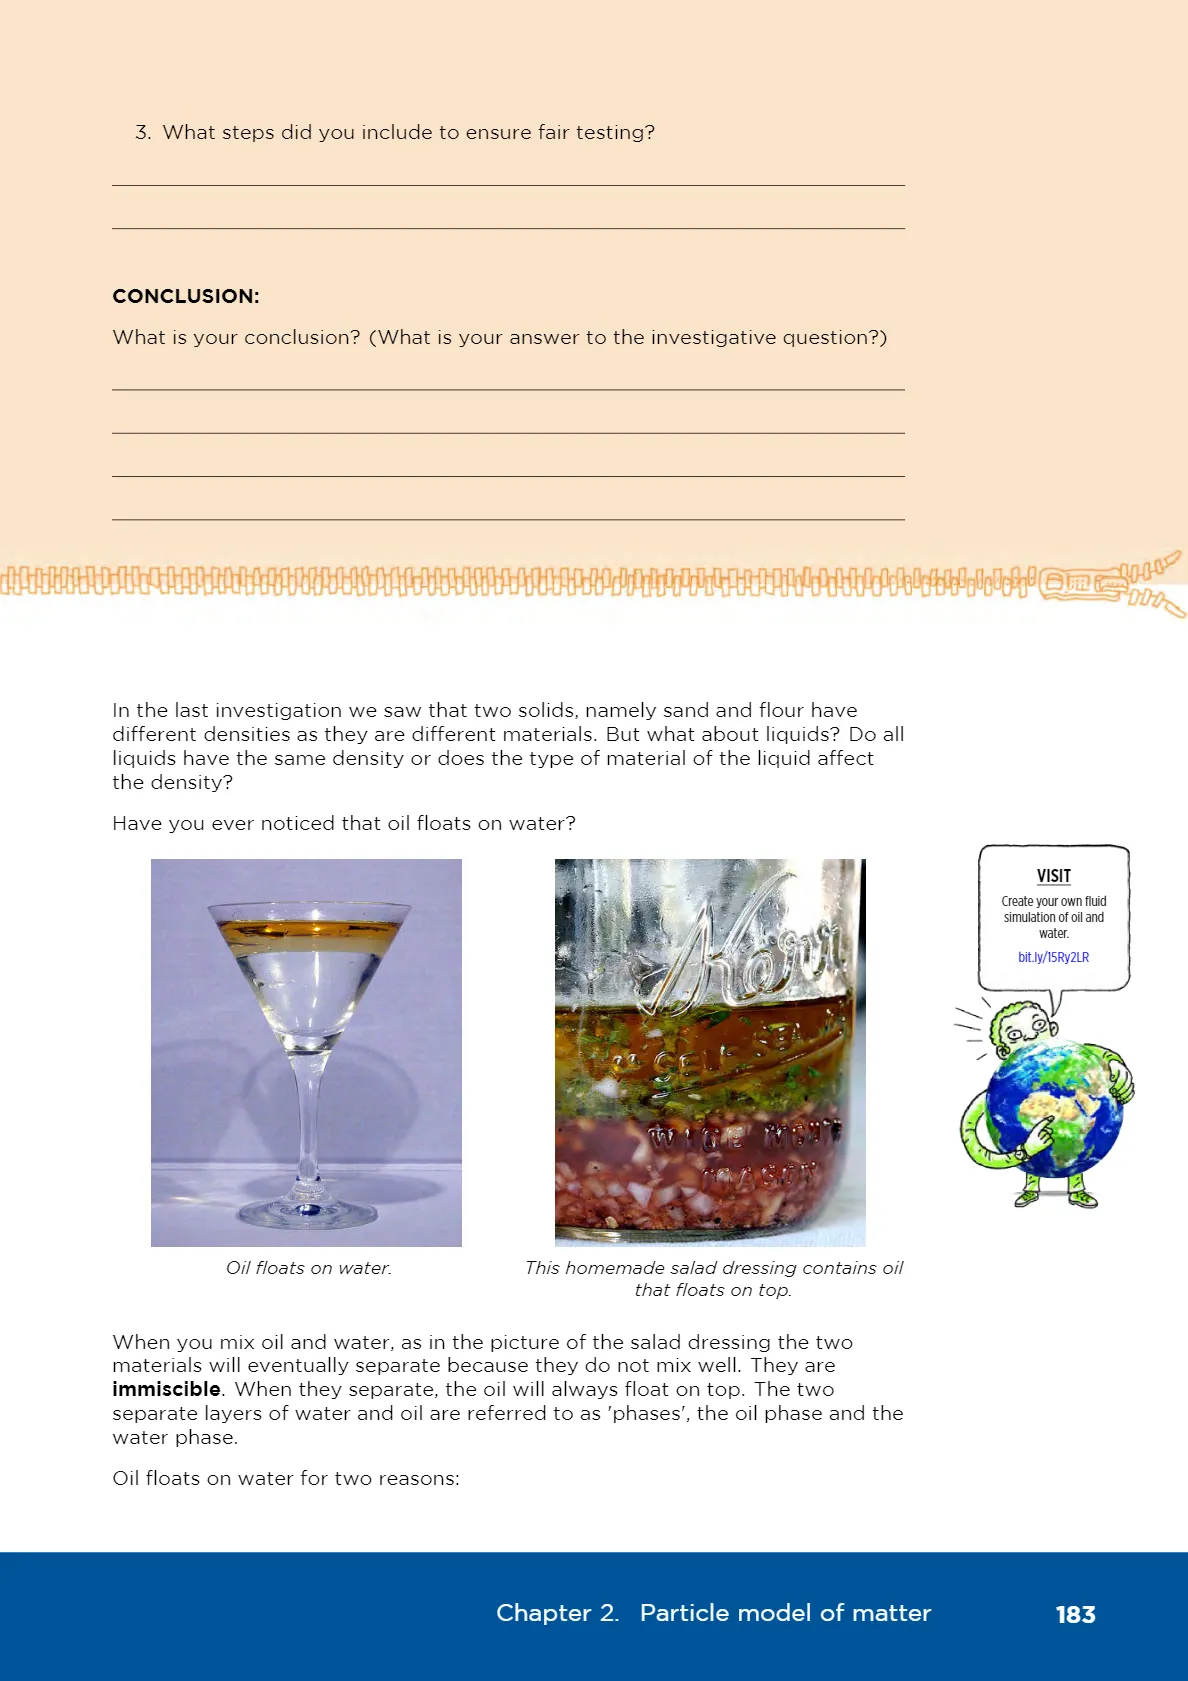 3. What steps did you include to ensure fair testing?
CONCLUSION:
What is your conclusion? (What is your answer to the investigative question?)
In the last investigation we saw that two solids, namely sand and flour have
different densities as they are different materials. But what about liquids? Do all
liquids have the same density or does the type of material of the liquid affect
the density?
Have you ever noticed that oil floats on water?
VISIT
Create your own fluid
simulation of oil and
water.
bit.ly/15Ry2LR
Kerr
SELF SEAL
WIDE MOUTH
MASON
Oil floats on water.
This homemade salad dressing contains oil
that floats on top.
When you mix oil and water, as in the picture of the salad dressing the two
materials will eventually separate because they do not mix well. They are
immiscible. When they separate, the oil will always float on top. The two
separate layers of water and oil are referred to as 'phases', the oil phase and the
water phase.
Oil floats on water for two reasons:
Chapter 2. Particle model of matter 183